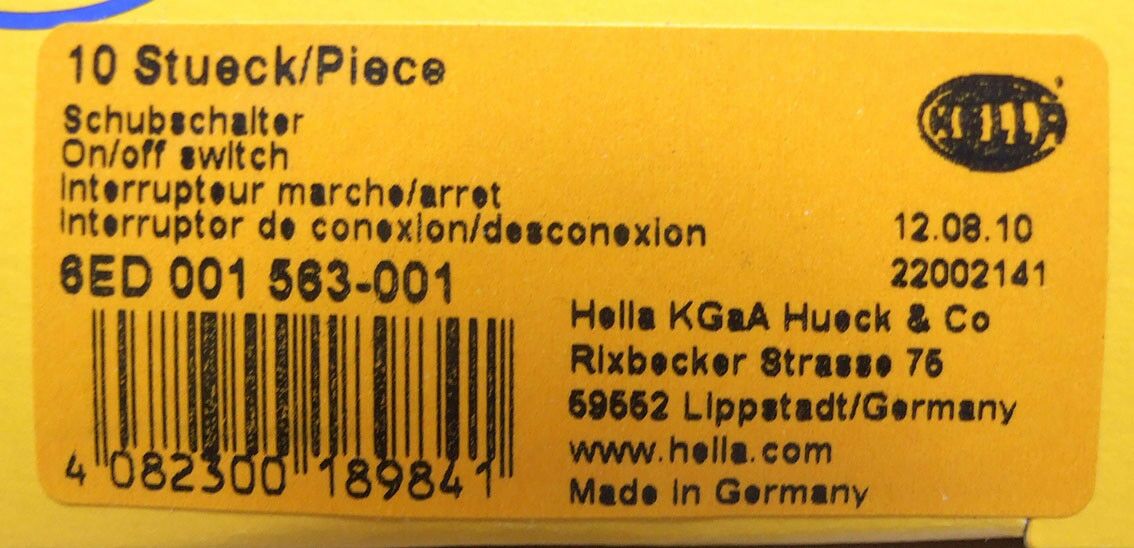 10 Stueck/Piece
Schubschalter
On/off switch
Interrupteur marche/arret
Interruptor de conexion/desconexion
6ED 001 563-001
HELLA
12.08.10
22002141
Hella KGaA Hueck & Co
Rixbecker Strasse 75
59552 Lippstadt/Germany
www.hella.com
Made in Germany
4 082300 189841